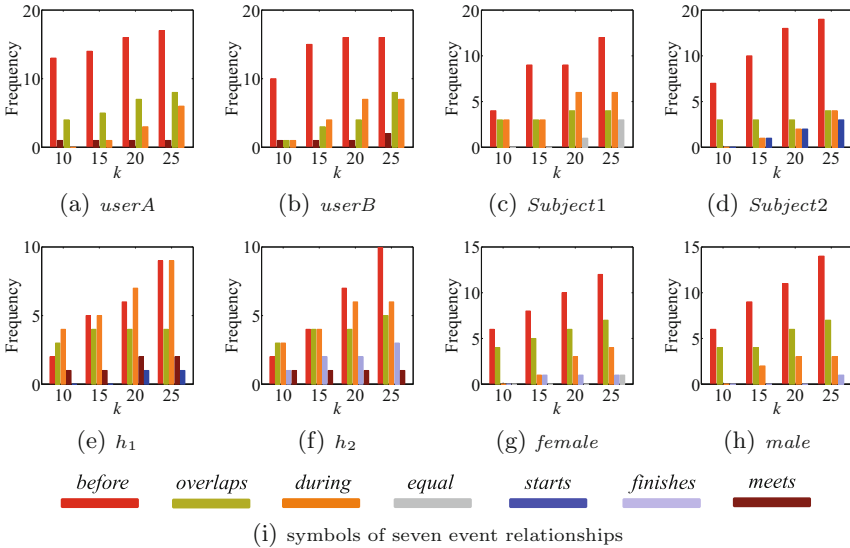 Frequency
20
10
0
10 15 20 25
k
(a) userA
Frequency
20
10
0
10 15 20 25
k
(b) userB
Frequency
20
10
5
0
10 15 20 25
k
(c) Subject1
Frequency
20
10
5
0
10 15 20 25
k
(d) Subject2
Frequency
10
5
0
10 15 20 25
k
(e) h1
Frequency
10
5
0
10 15 20 25
k
(f) h2
Frequency
15
10
5
0
10 15 20 25
k
(g) female
Frequency
15
10
5
0
10 15 20 25
k
(h) male
before overlaps during equal starts finishes meets
(i) symbols of seven event relationships